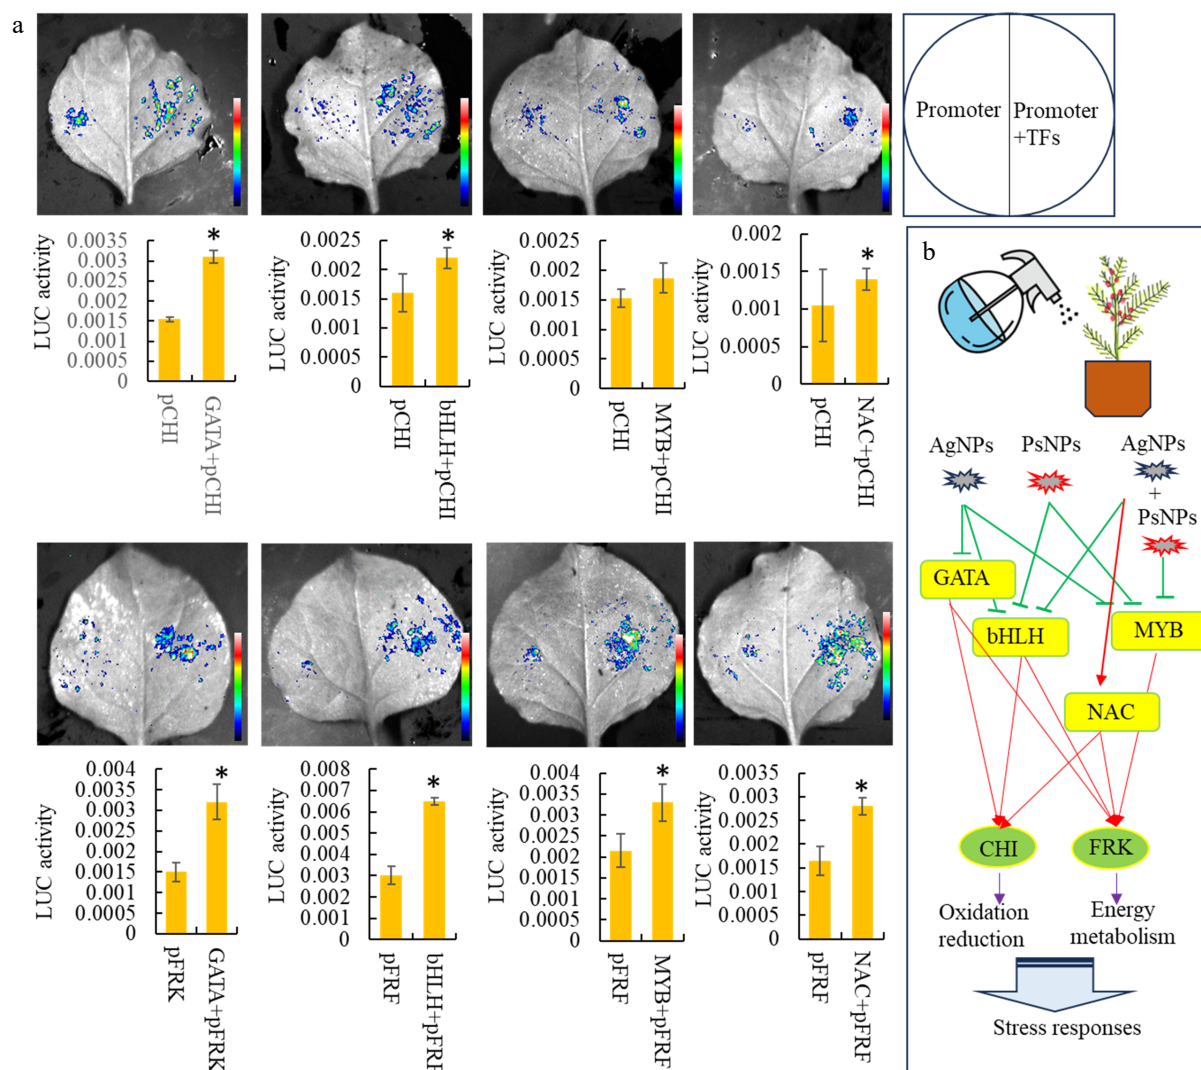 a
Promoter
Promoter
+TFs
LUC activity
0.0035
0.003
0.0025
0.002
0.0015
0.001
0.0005
0
*
pCHI
GATA+pCHI
LUC activity
0.0025
0.002
0.0015
0.001
0.0005
0
*
pCHI
bHLH+pCHI
LUC activity
0.0025
0.002
0.0015
0.001
0.0005
0
pCHI
MYB+pCHI
LUC activity
0.002
0.0015
0.001
0.0005
0
*
pCHI
NAC+pCHI
LUC activity
0.004
0.0035
0.003
0.0025
0.002
0.0015
0.001
0.0005
0
*
pFRK
GATA+pFRK
LUC activity
0.008
0.007
0.006
0.005
0.004
0.003
0.002
0.001
0
*
pFRF
bHLH+pFRF
LUC activity
0.004
0.0035
0.003
0.0025
0.002
0.0015
0.001
0.0005
0
*
pFRF
MYB+pFRF
LUC activity
0.0035
0.003
0.0025
0.002
0.0015
0.001
0.0005
0
*
pFRF
NAC+pFRF
b
AgNPs
PsNPs
AgNPs
+
PsNPs
GATA
bHLH
MYB
NAC
CHI
FRK
Oxidation
reduction
Energy
metabolism
Stress responses